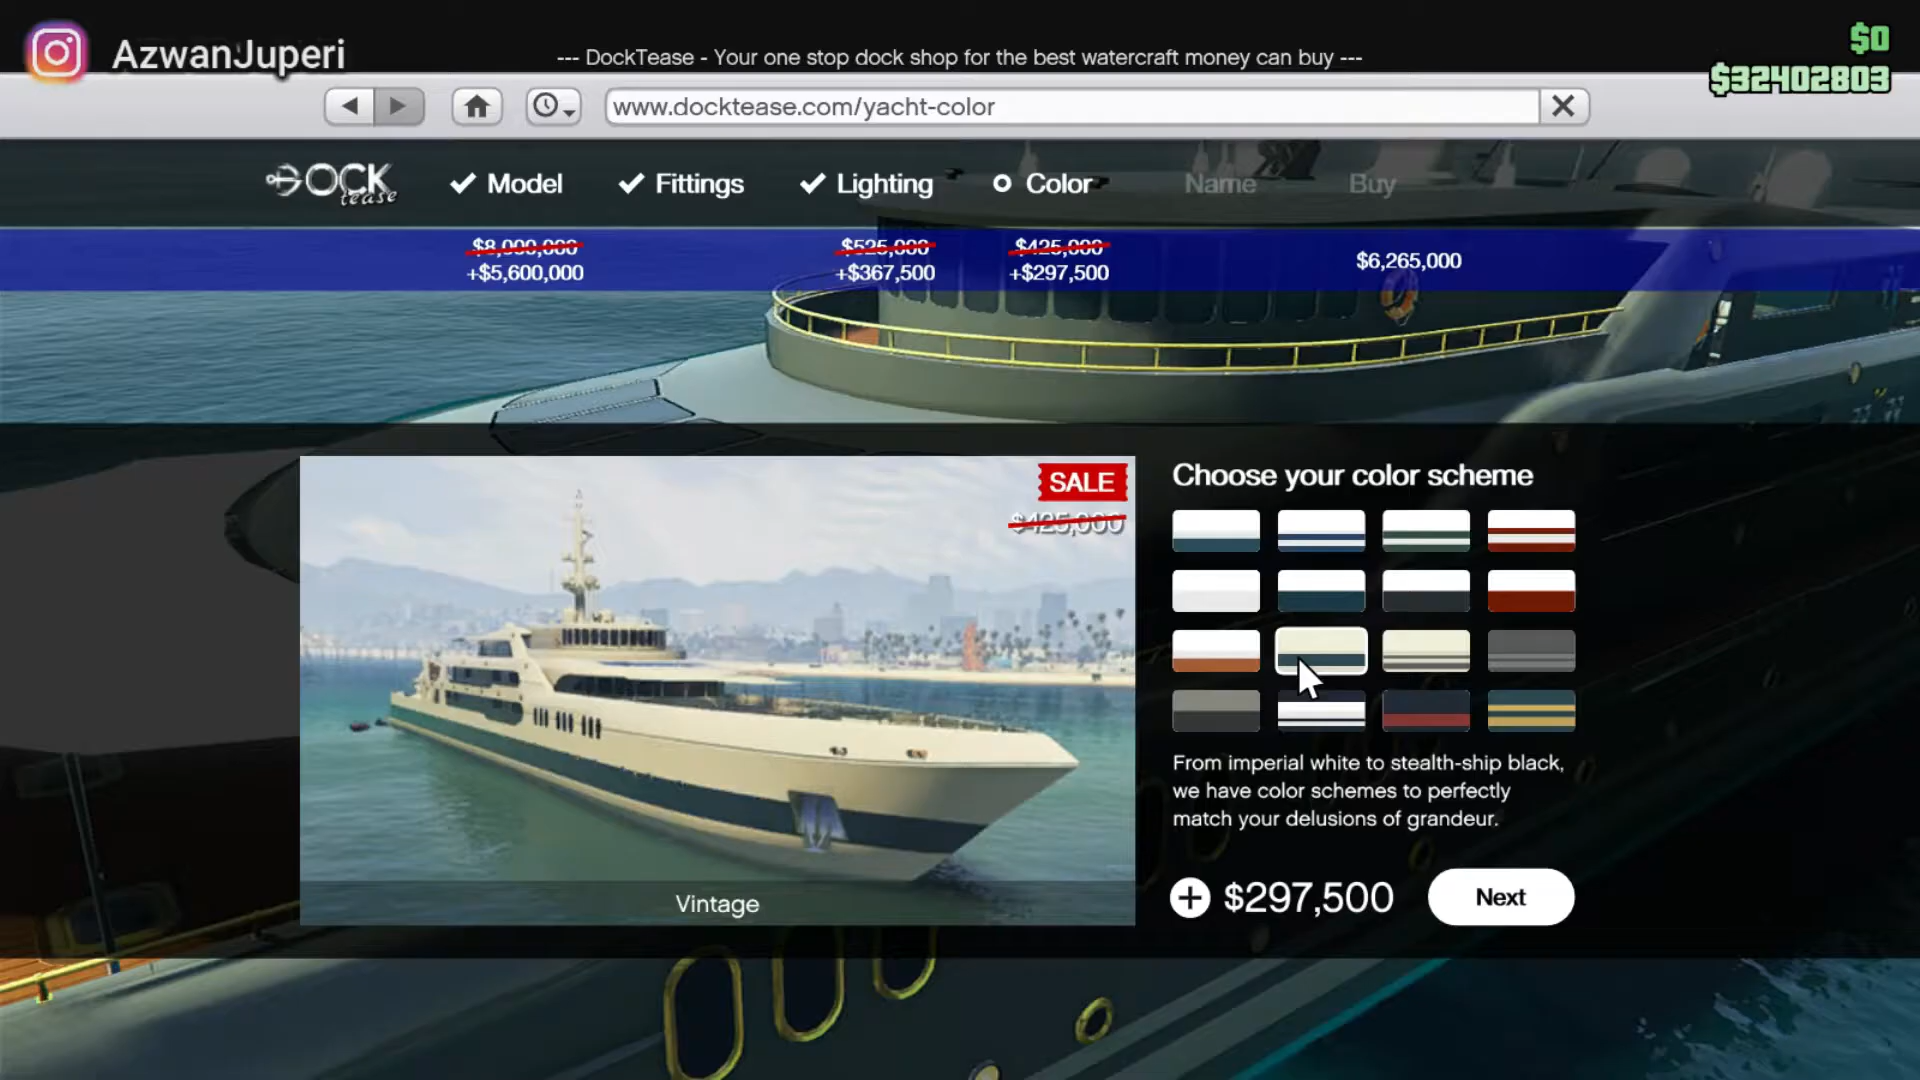 AzwanJuperi
--- DockTease - Your one stop dock shop for the best watercraft money can buy ---
$0
$32402803
www.docktease.com/yacht-color
DOCK
tease
Model
Fittings
Lighting
Color
Name
Buy
$8,000,000
$525,000
$425,000
+$5,600,000
+$367,500
+$297,500
$6,265,000
SALE
$425,000
Choose your color scheme
From imperial white to stealth-ship black,
we have color schemes to perfectly
match your delusions of grandeur.
$297,500
Next
Vintage